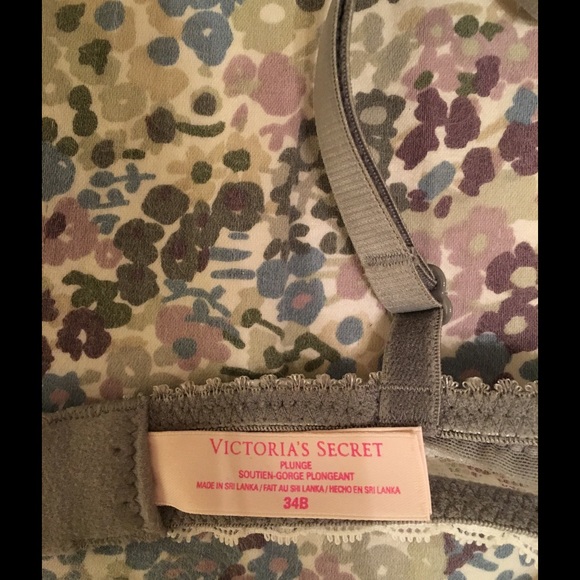 VICTORIA'S SECRET
PLUNGE
SOUTIEN-GORGE PLONGEANT
MADE IN SRI LANKA / FAIT AU SRI LANKA / HECHO EN SRI LANKA
34B